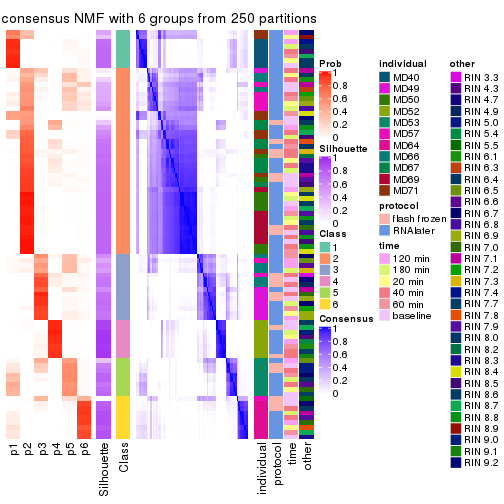 consensus NMF with 6 groups from 250 partitions
Prob
1
0.8
0.6
0.4
0.2
0
Silhouette
1
0.8
0.6
0.4
0.2
0
Class
1
2
3
4
5
6
Consensus
1
0.8
0.6
0.4
0.2
0
individual
MD40
MD49
MD50
MD52
MD53
MD57
MD64
MD66
MD67
MD69
MD71
protocol
flash frozen
RNAlater
time
120 min
180 min
20 min
40 min
60 min
baseline
other
RIN 3.3
RIN 4.3
RIN 4.7
RIN 4.9
RIN 5.0
RIN 5.4
RIN 5.5
RIN 6.1
RIN 6.3
RIN 6.4
RIN 6.5
RIN 6.6
RIN 6.7
RIN 6.8
RIN 6.9
RIN 7.0
RIN 7.1
RIN 7.2
RIN 7.3
RIN 7.4
RIN 7.7
RIN 7.8
RIN 7.9
RIN 8.0
RIN 8.2
RIN 8.3
RIN 8.4
RIN 8.5
RIN 8.6
RIN 8.7
RIN 8.8
RIN 8.9
RIN 9.0
RIN 9.1
RIN 9.2
p1
p2
p3
p4
p5
p6
Silhouette
Class
individual
protocol
time
other